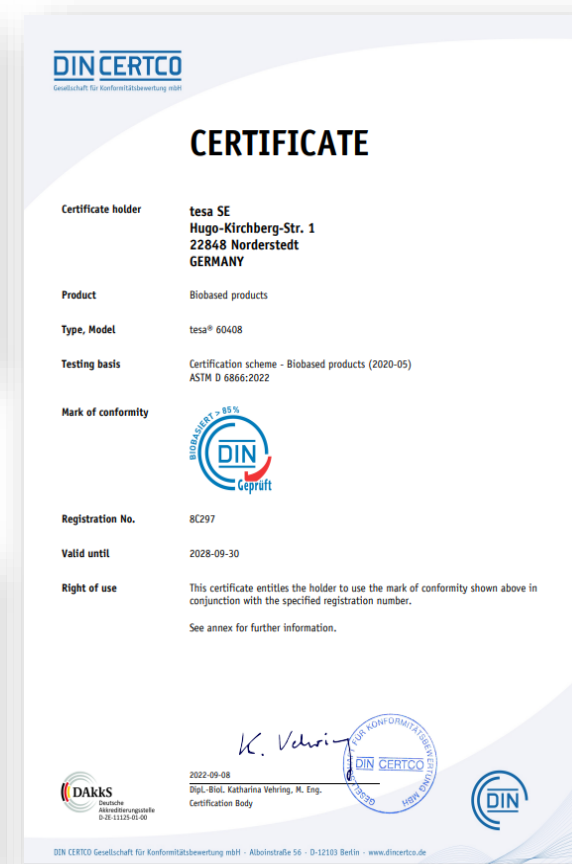 DIN CERTCO
Gesellschaft für Konformitätsbewertung mbH
CERTIFICATE
Certificate holder
tesa SE
Hugo-Kirchberg-Str. 1
22848 Norderstedt
GERMANY
Product
Biobased products
Type, Model
tesa® 60408
Testing basis
Certification scheme - Biobased products (2020-05)
ASTM D 6866:2022
Mark of conformity
BIOBASIERT > 85%
DIN
Geprüft
Registration No.
8C297
Valid until
2028-09-30
Right of use
This certificate entitles the holder to use the mark of conformity shown above in
conjunction with the specified registration number.
See annex for further information.
K. Vehring
GESELLSCHAFT FÜR KONFORMITÄTSBEWERTUNG MBH
DIN CERTCO
2022-09-08
Dipl.-Biol. Katharina Vehring, M. Eng.
Certification Body
DAkkS
Deutsche
Akkreditierungsstelle
D-ZE-11125-01-00
DIN
DIN CERTCO Gesellschaft für Konformitätsbewertung mbH - Alboinstraße 56 - D-12103 Berlin - www.dincertco.de